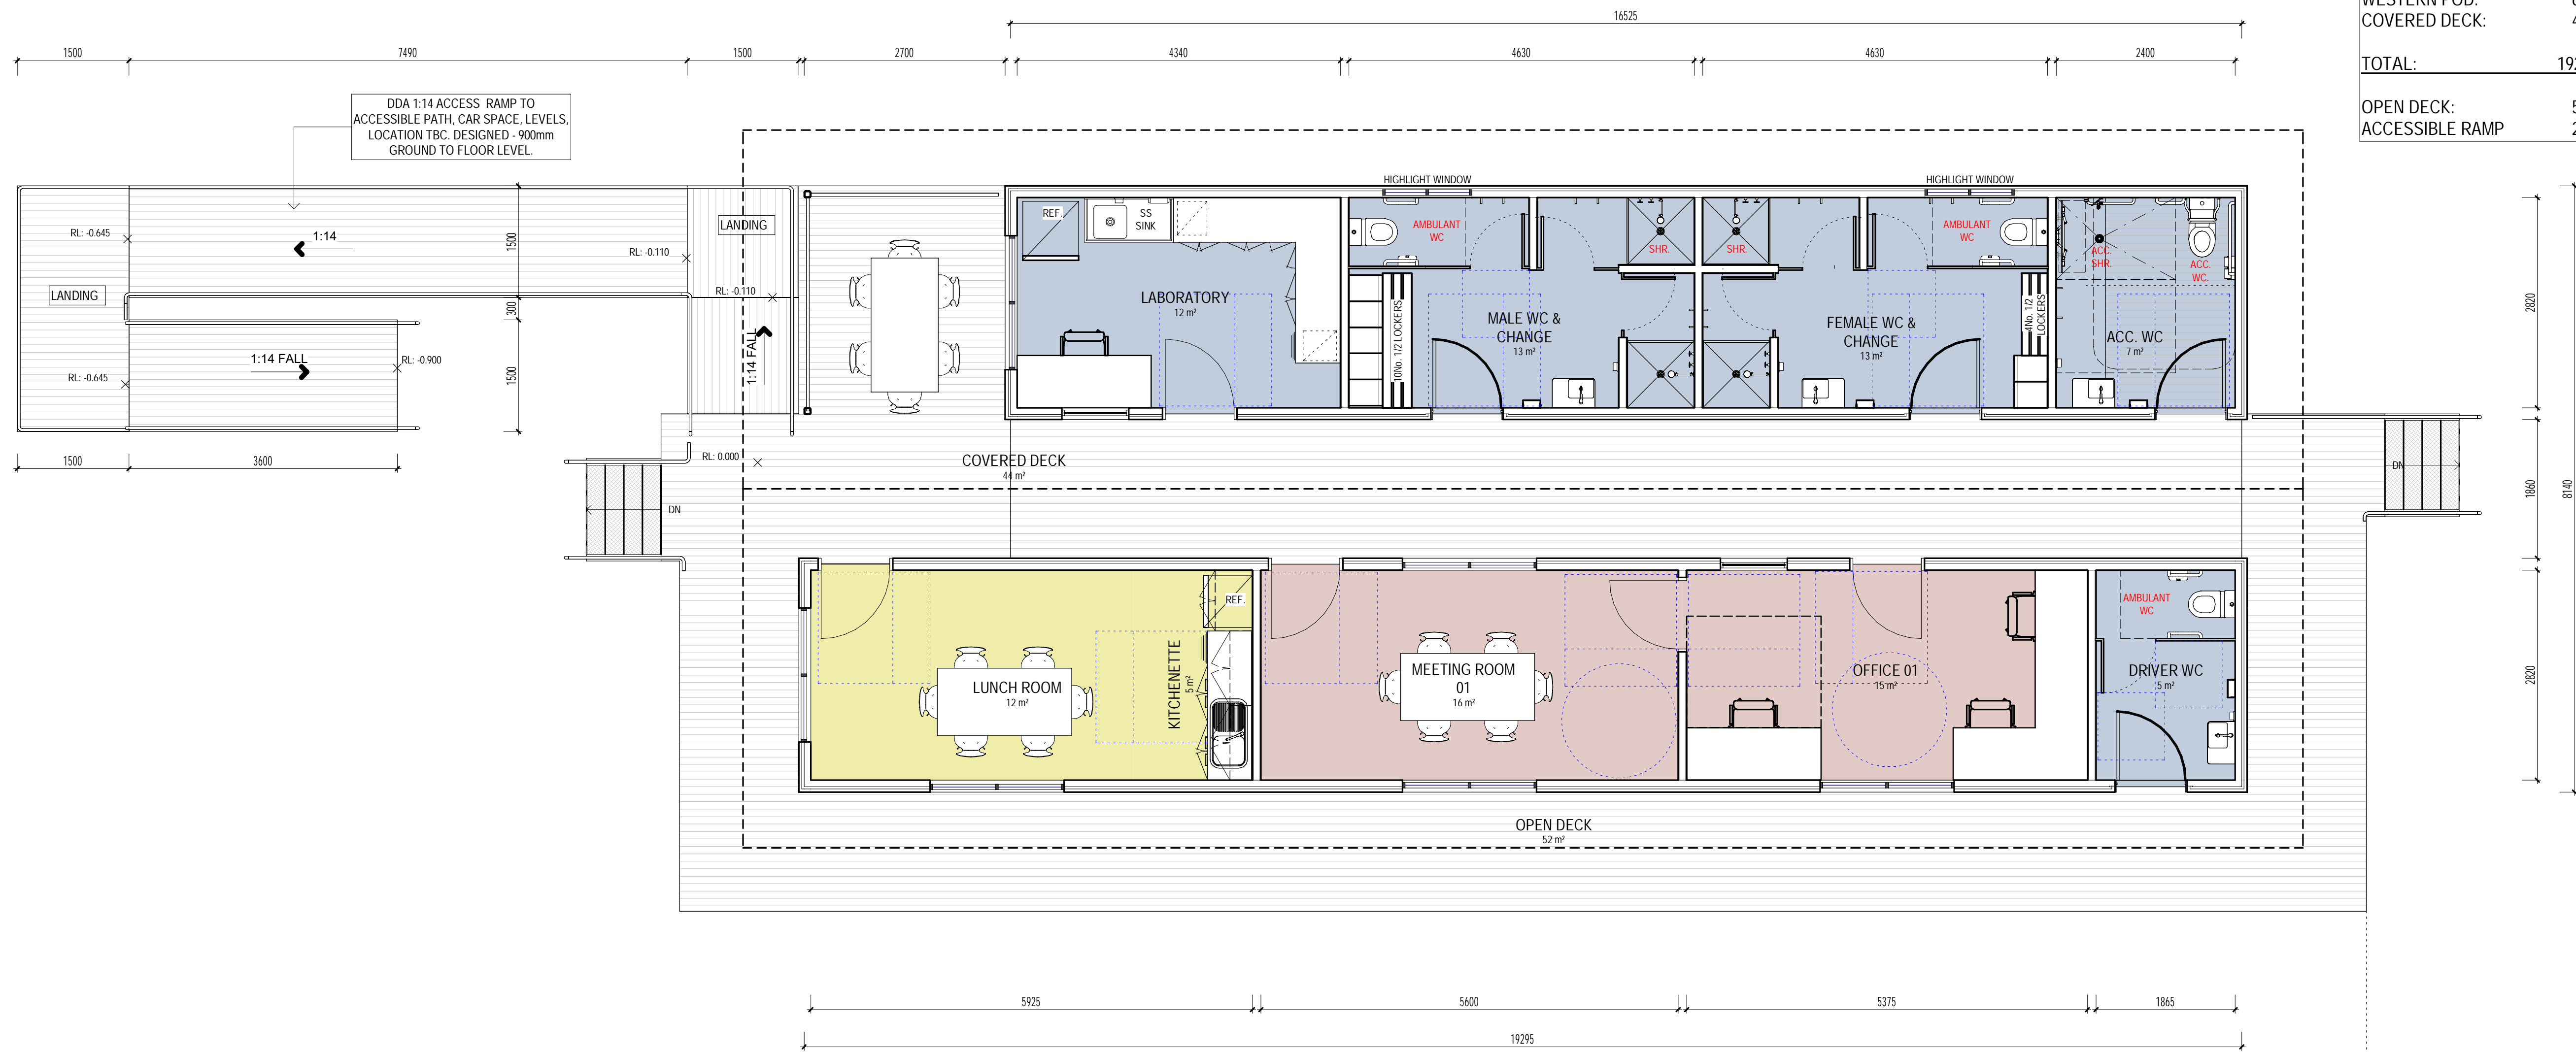 WESTERN POD:
COVERED DECK: 4
TOTAL: 192
OPEN DECK: 5
ACCESSIBLE RAMP 2
16525
1500 7490 1500 2700 4340 4630 4630 2400
DDA 1:14 ACCESS RAMP TO
ACCESSIBLE PATH, CAR SPACE, LEVELS,
LOCATION TBC. DESIGNED - 900mm
GROUND TO FLOOR LEVEL.
HIGHLIGHT WINDOW
HIGHLIGHT WINDOW
LANDING
RL: -0.645
1:14
1500
RL: -0.110
LANDING
RL: -0.110
300
1:14 FALL
RL: -0.900
RL: -0.645
1500
1:14 FALL
1500 3600
RL: 0.000
DN
COVERED DECK
44 m²
REF.
SS
SINK
LABORATORY
12 m²
AMBULANT
WC
SHR.
10No. 1/2 LOCKERS
MALE WC &
CHANGE
13 m²
SHR.
AMBULANT
WC
FEMALE WC &
CHANGE
13 m²
4No. 1/2
LOCKERS
ACC.
SHR.
ACC.
WC.
ACC. WC
7 m²
DN
2820
1860
8140
2820
REF.
LUNCH ROOM
12 m²
KITCHENETTE
5 m²
MEETING ROOM
01
16 m²
OFFICE 01
15 m²
AMBULANT
WC
DRIVER WC
5 m²
OPEN DECK
52 m²
5925 5600 5375 1865
19295